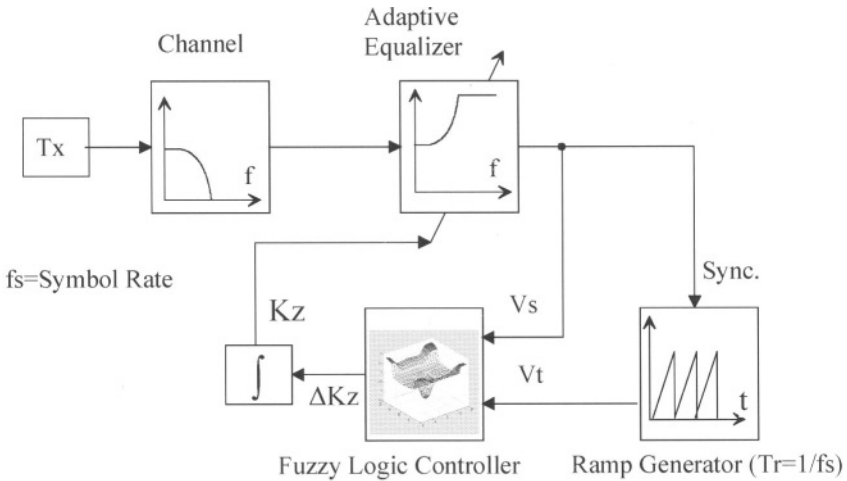 Adaptive
Equalizer
Channel
Tx
f
f
fs=Symbol Rate
Sync.
Kz
Vs
Vt
∫
ΔKz
t
Fuzzy Logic Controller
Ramp Generator (Tr=1/fs)